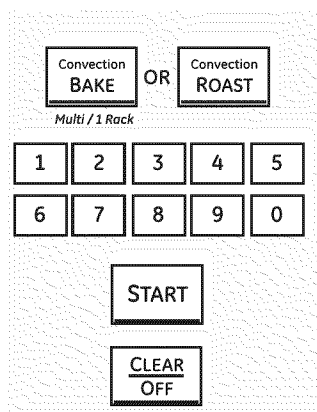 Convection Convection
BAKE OR ROAST
Multi / 1 Rack
1 2 3 4 5
6 7 8 9 0
START
CLEAR
OFF